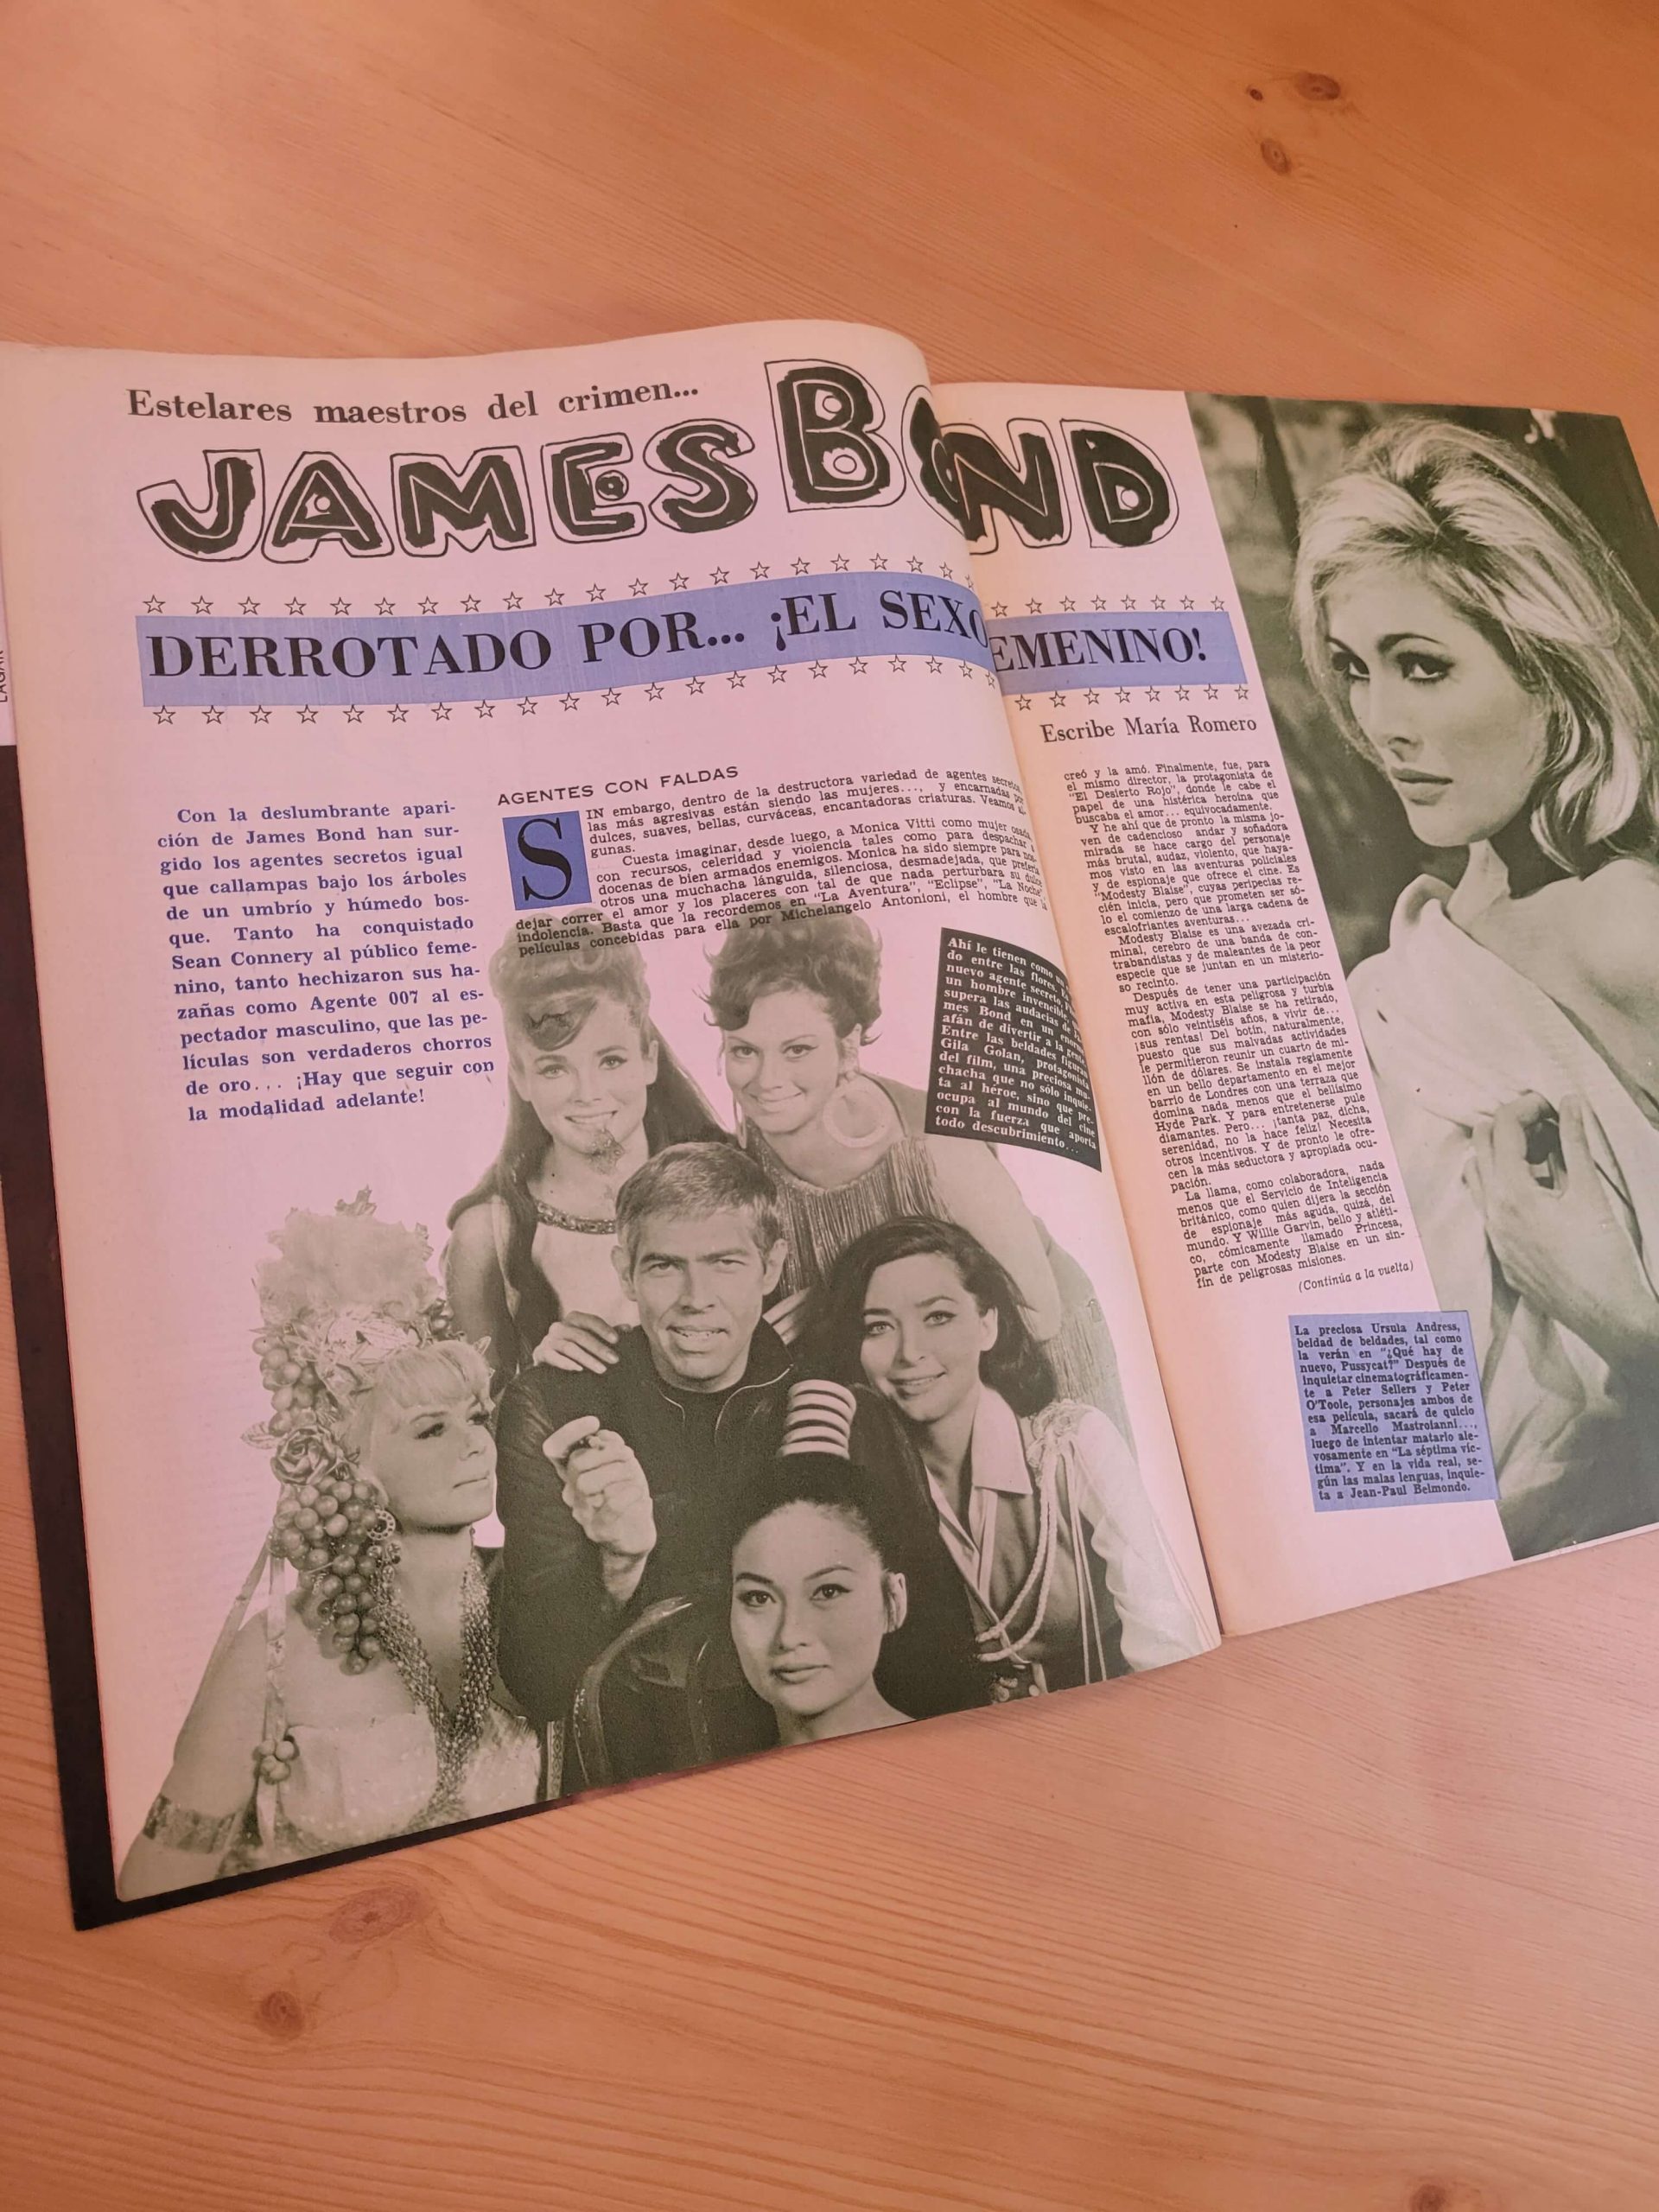 Estelares maestros del crimen...
JAMES BOND
DERROTADO POR... ¡EL SEXO
EMENINO!
Escribe María Romero
Con la deslumbrante apari-
ción de James Bond han sur-
gido los agentes secretos igual
que callampas bajo los árboles
de un umbrío y húmedo bos-
que. Tanto ha conquistado
Sean Connery al público feme-
nino, tanto hechizaron sus ha-
zañas como Agente 007 al es-
pectador masculino, que las pe-
lículas son verdaderos chorros
de oro... ¡Hay que seguir con
la modalidad adelante!
AGENTES CON FALDAS
SIN embargo, dentro de la destructora variedad de agentes secretos,
las más agresivas están siendo las mujeres..., y encarnadas por
dulces, suaves, bellas, curváceas, encantadoras criaturas. Veamos al-
gunas.
Cuesta imaginar, desde luego, a Monica Vitti como mujer osada,
con recursos, celeridad y violencia tales como para despachar a
docenas de bien armados enemigos. Monica ha sido siempre para nos-
otros una muchacha lánguida, silenciosa, desmadejada, que prefería
dejar correr el amor y los placeres con tal de que nada perturbara su dulce
indolencia. Basta que la recordemos en "La Aventura", "Eclipse", "La Noche",
películas concebidas para ella por Michelangelo Antonioni, el hombre que la
creó y la amó. Finalmente, fue, para
el mismo director, la protagonista de
"El Desierto Rojo", donde le cabe el
papel de una histérica heroína que
buscaba el amor... equivocadamente.
Y he ahí que de pronto la misma jo-
ven de cadencioso andar y soñadora
mirada se hace cargo del personaje
más brutal, audaz, violento, que haya-
mos visto en las aventuras policiales
y de espionaje que ofrece el cine. Es
"Modesty Blaise", cuyas peripecias re-
cién inicia, pero que prometen ser só-
lo el comienzo de una larga cadena de
escalofriantes aventuras...
Modesty Blaise es una avezada cri-
minal, cerebro de una banda de con-
trabandistas y de maleantes de la peor
especie que se juntan en un misterio-
so recinto.
Después de tener una participación
muy activa en esta peligrosa y turbia
mafia, Modesty Blaise se ha retirado,
con sólo veintiséis años, a vivir de...
¡sus rentas! Del botín, naturalmente,
puesto que sus malvadas actividades
le permitieron reunir un cuarto de mi-
llón de dólares. Se instala regiamente
en un bello departamento en el mejor
barrio de Londres con una terraza que
domina nada menos que el bellísimo
Hyde Park. Y para entretenerse pule
diamantes. Pero... ¡tanta paz, dicha,
serenidad, no la hace feliz! Necesita
otros incentivos. Y de pronto le ofre-
cen la más seductora y apropiada ocu-
pación.
La llama, como colaboradora, nada
menos que el Servicio de Inteligencia
británico, como quien dijera la sección
de espionaje más aguda, quizá, del
mundo. Y Willie Garvin, bello y atléti-
co, cómicamente llamado Princesa,
parte con Modesty Blaise en un sin-
fín de peligrosas misiones.
(Continúa a la vuelta)
Ahí le tienen como
do entre las flores.
nuevo agente secreto,
un hombre invencible
supera las audacias de
mes Bond en un enorme
afán de divertir a la gente
Entre las beldades figuran
Gila Golan, protagonista
del film, una preciosa mu-
chacha que no sólo inquie-
ta al héroe, sino que pre-
ocupa al mundo del cine
con la fuerza que aporta
todo descubrimiento...
La preciosa Ursula Andress,
beldad de beldades, tal como
la verán en "¿Qué hay de
nuevo, Pussycat?" Después de
inquietar cinematográficamen-
te a Peter Sellers y Peter
O'Toole, personajes ambos de
esa película, sacará de quicio
a Marcello Mastroianni...,
luego de intentar matarlo ale-
vosamente en "La séptima víc-
tima". Y en la vida real, se-
gún las malas lenguas, inquie-
ta a Jean-Paul Belmondo.